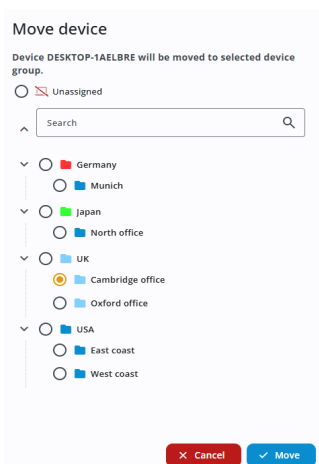 Move device
Device DESKTOP-1AELBRE will be moved to selected device
group.
Unassigned
Search
Germany
Munich
Japan
North office
UK
Cambridge office
Oxford office
USA
East coast
West coast
Cancel
Move